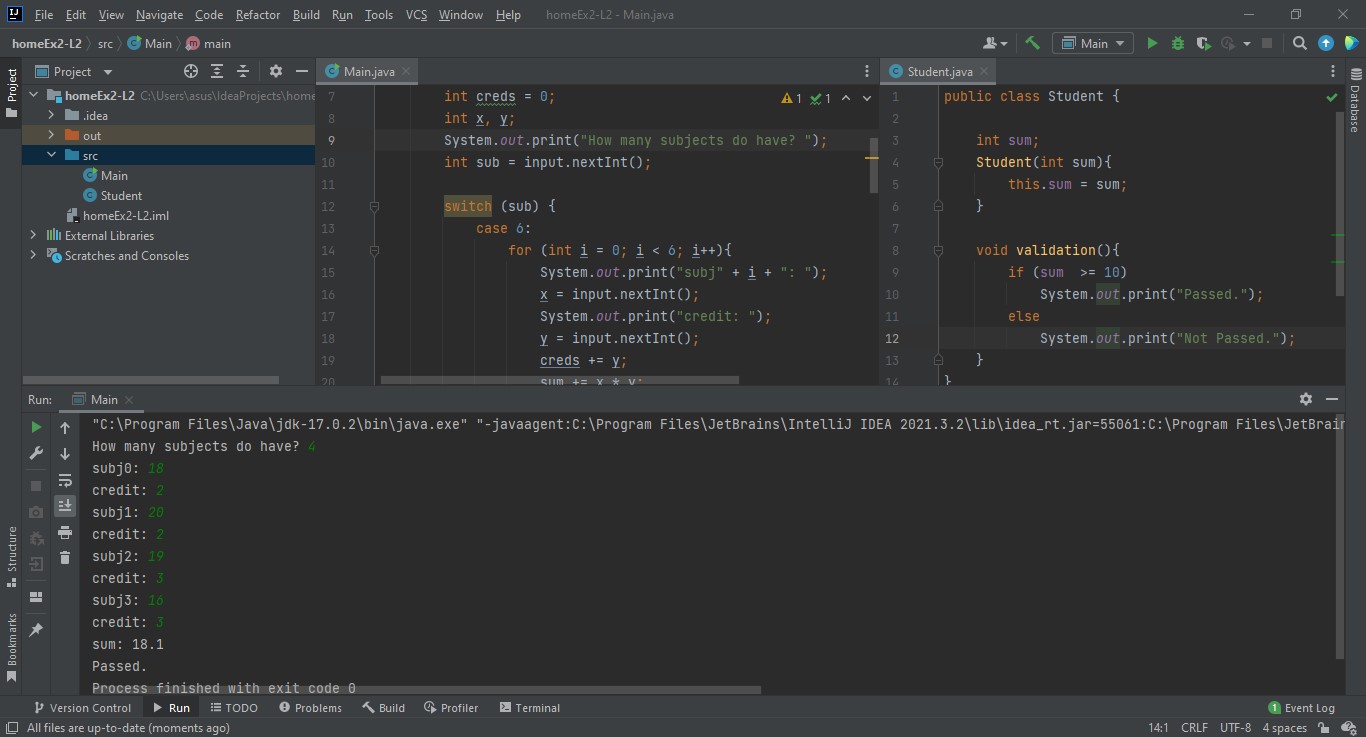 File Edit View Navigate Code Refactor Build Run Tools VCS Window Help homeEx2-L2 - Main.java
homeEx2-L2 src Main main Main
Project
Project
Main.java
Student.java
Database
homeEx2-L2 C:\Users\asus\IdeaProjects\home
.idea
out
src
Main
Student
homeEx2-L2.iml
External Libraries
Scratches and Consoles
7 int creds = 0;
8 int x, y;
9 System.out.print("How many subjects do have? ");
10 int sub = input.nextInt();
11
12 switch (sub) {
13 case 6:
14 for (int i = 0; i < 6; i++){
15 System.out.print("subj" + i + ": ");
16 x = input.nextInt();
17 System.out.print("credit: ");
18 y = input.nextInt();
19 creds += y;
20 sum += x * y;
1 1
1 public class Student {
2
3 int sum;
4 Student(int sum){
5 this.sum = sum;
6 }
7
8 void validation(){
9 if (sum >= 10)
10 System.out.print("Passed.");
11 else
12 System.out.print("Not Passed.");
13 }
14 }
Run: Main
"C:\Program Files\Java\jdk-17.0.2\bin\java.exe" "-javaagent:C:\Program Files\JetBrains\IntelliJ IDEA 2021.3.2\lib\idea_rt.jar=55061:C:\Program Files\JetBrain
How many subjects do have? 4
subj0: 18
credit: 2
subj1: 20
credit: 2
subj2: 19
credit: 3
subj3: 16
credit: 3
sum: 18.1
Passed.
Process finished with exit code 0
Structure
Bookmarks
Version Control Run TODO Problems Build Profiler Terminal 1 Event Log
All files are up-to-date (moments ago) 14:1 CRLF UTF-8 4 spaces